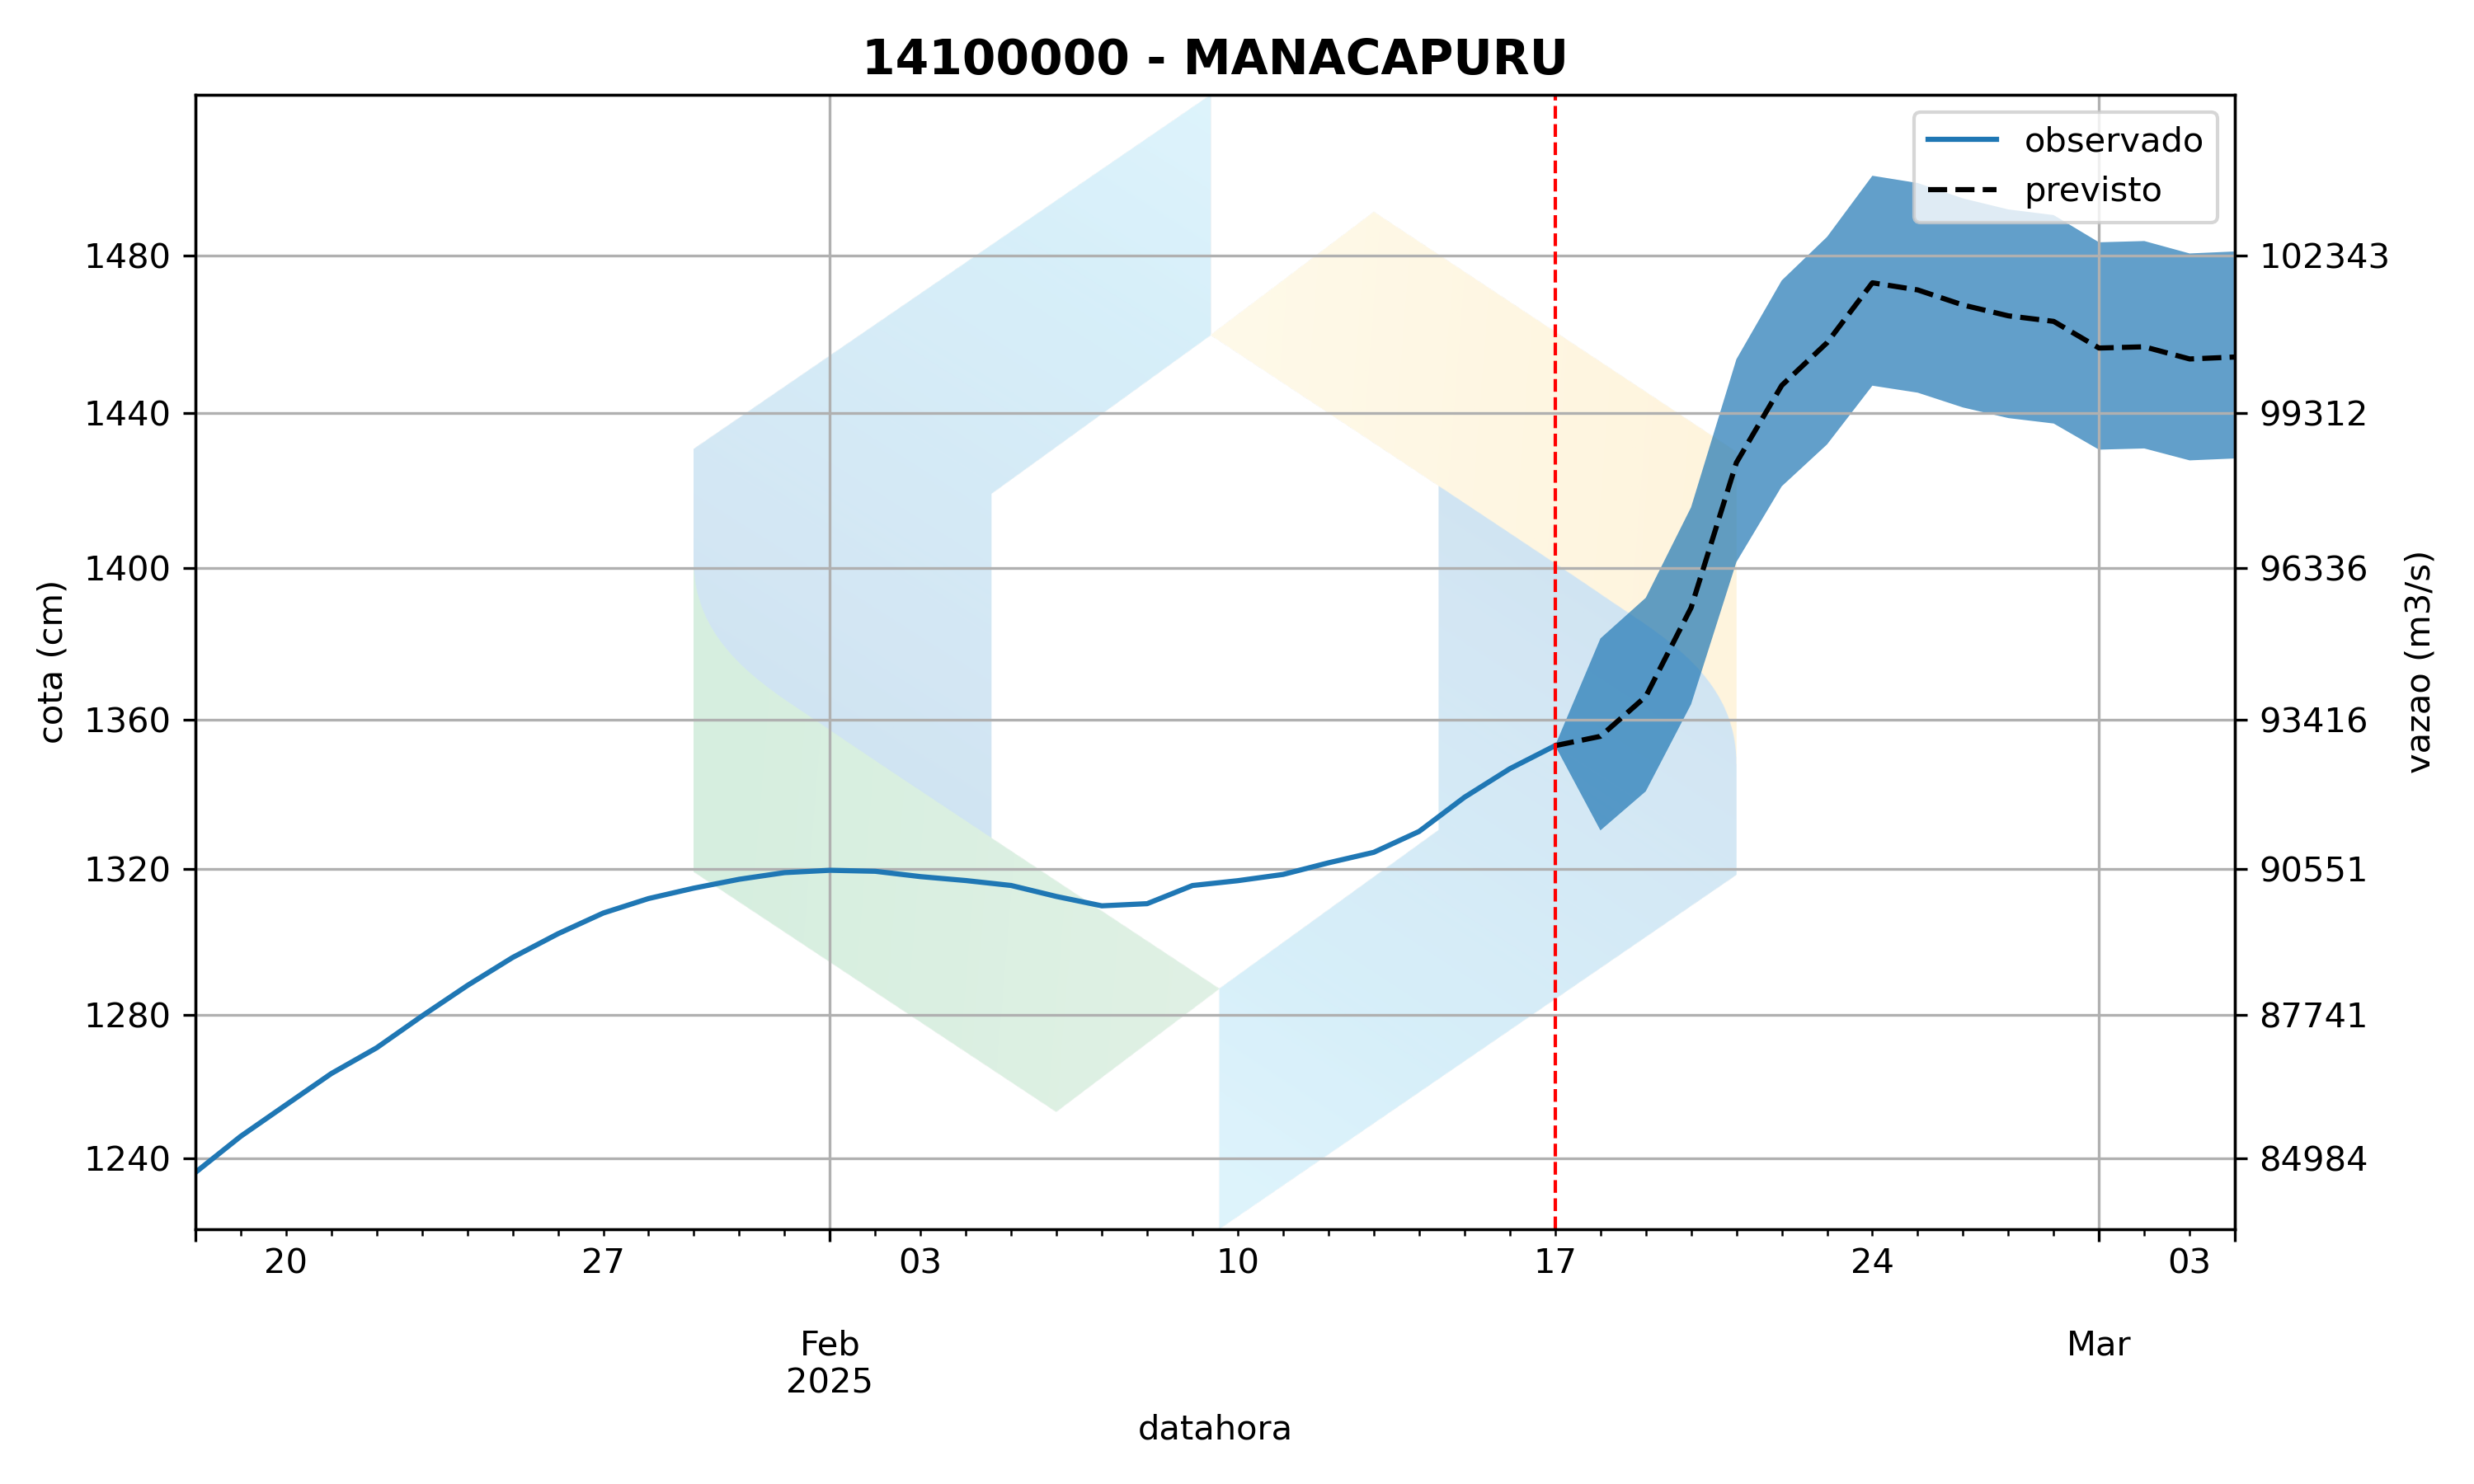 14100000 - MANACAPURU
observado
previsto
1480
1440
1400
1360
1320
1280
1240
cota (cm)
102343
99312
96336
93416
90551
87741
84984
vazao (m3/s)
20 27 03 10 17 24 03
Feb Mar
2025
datahora